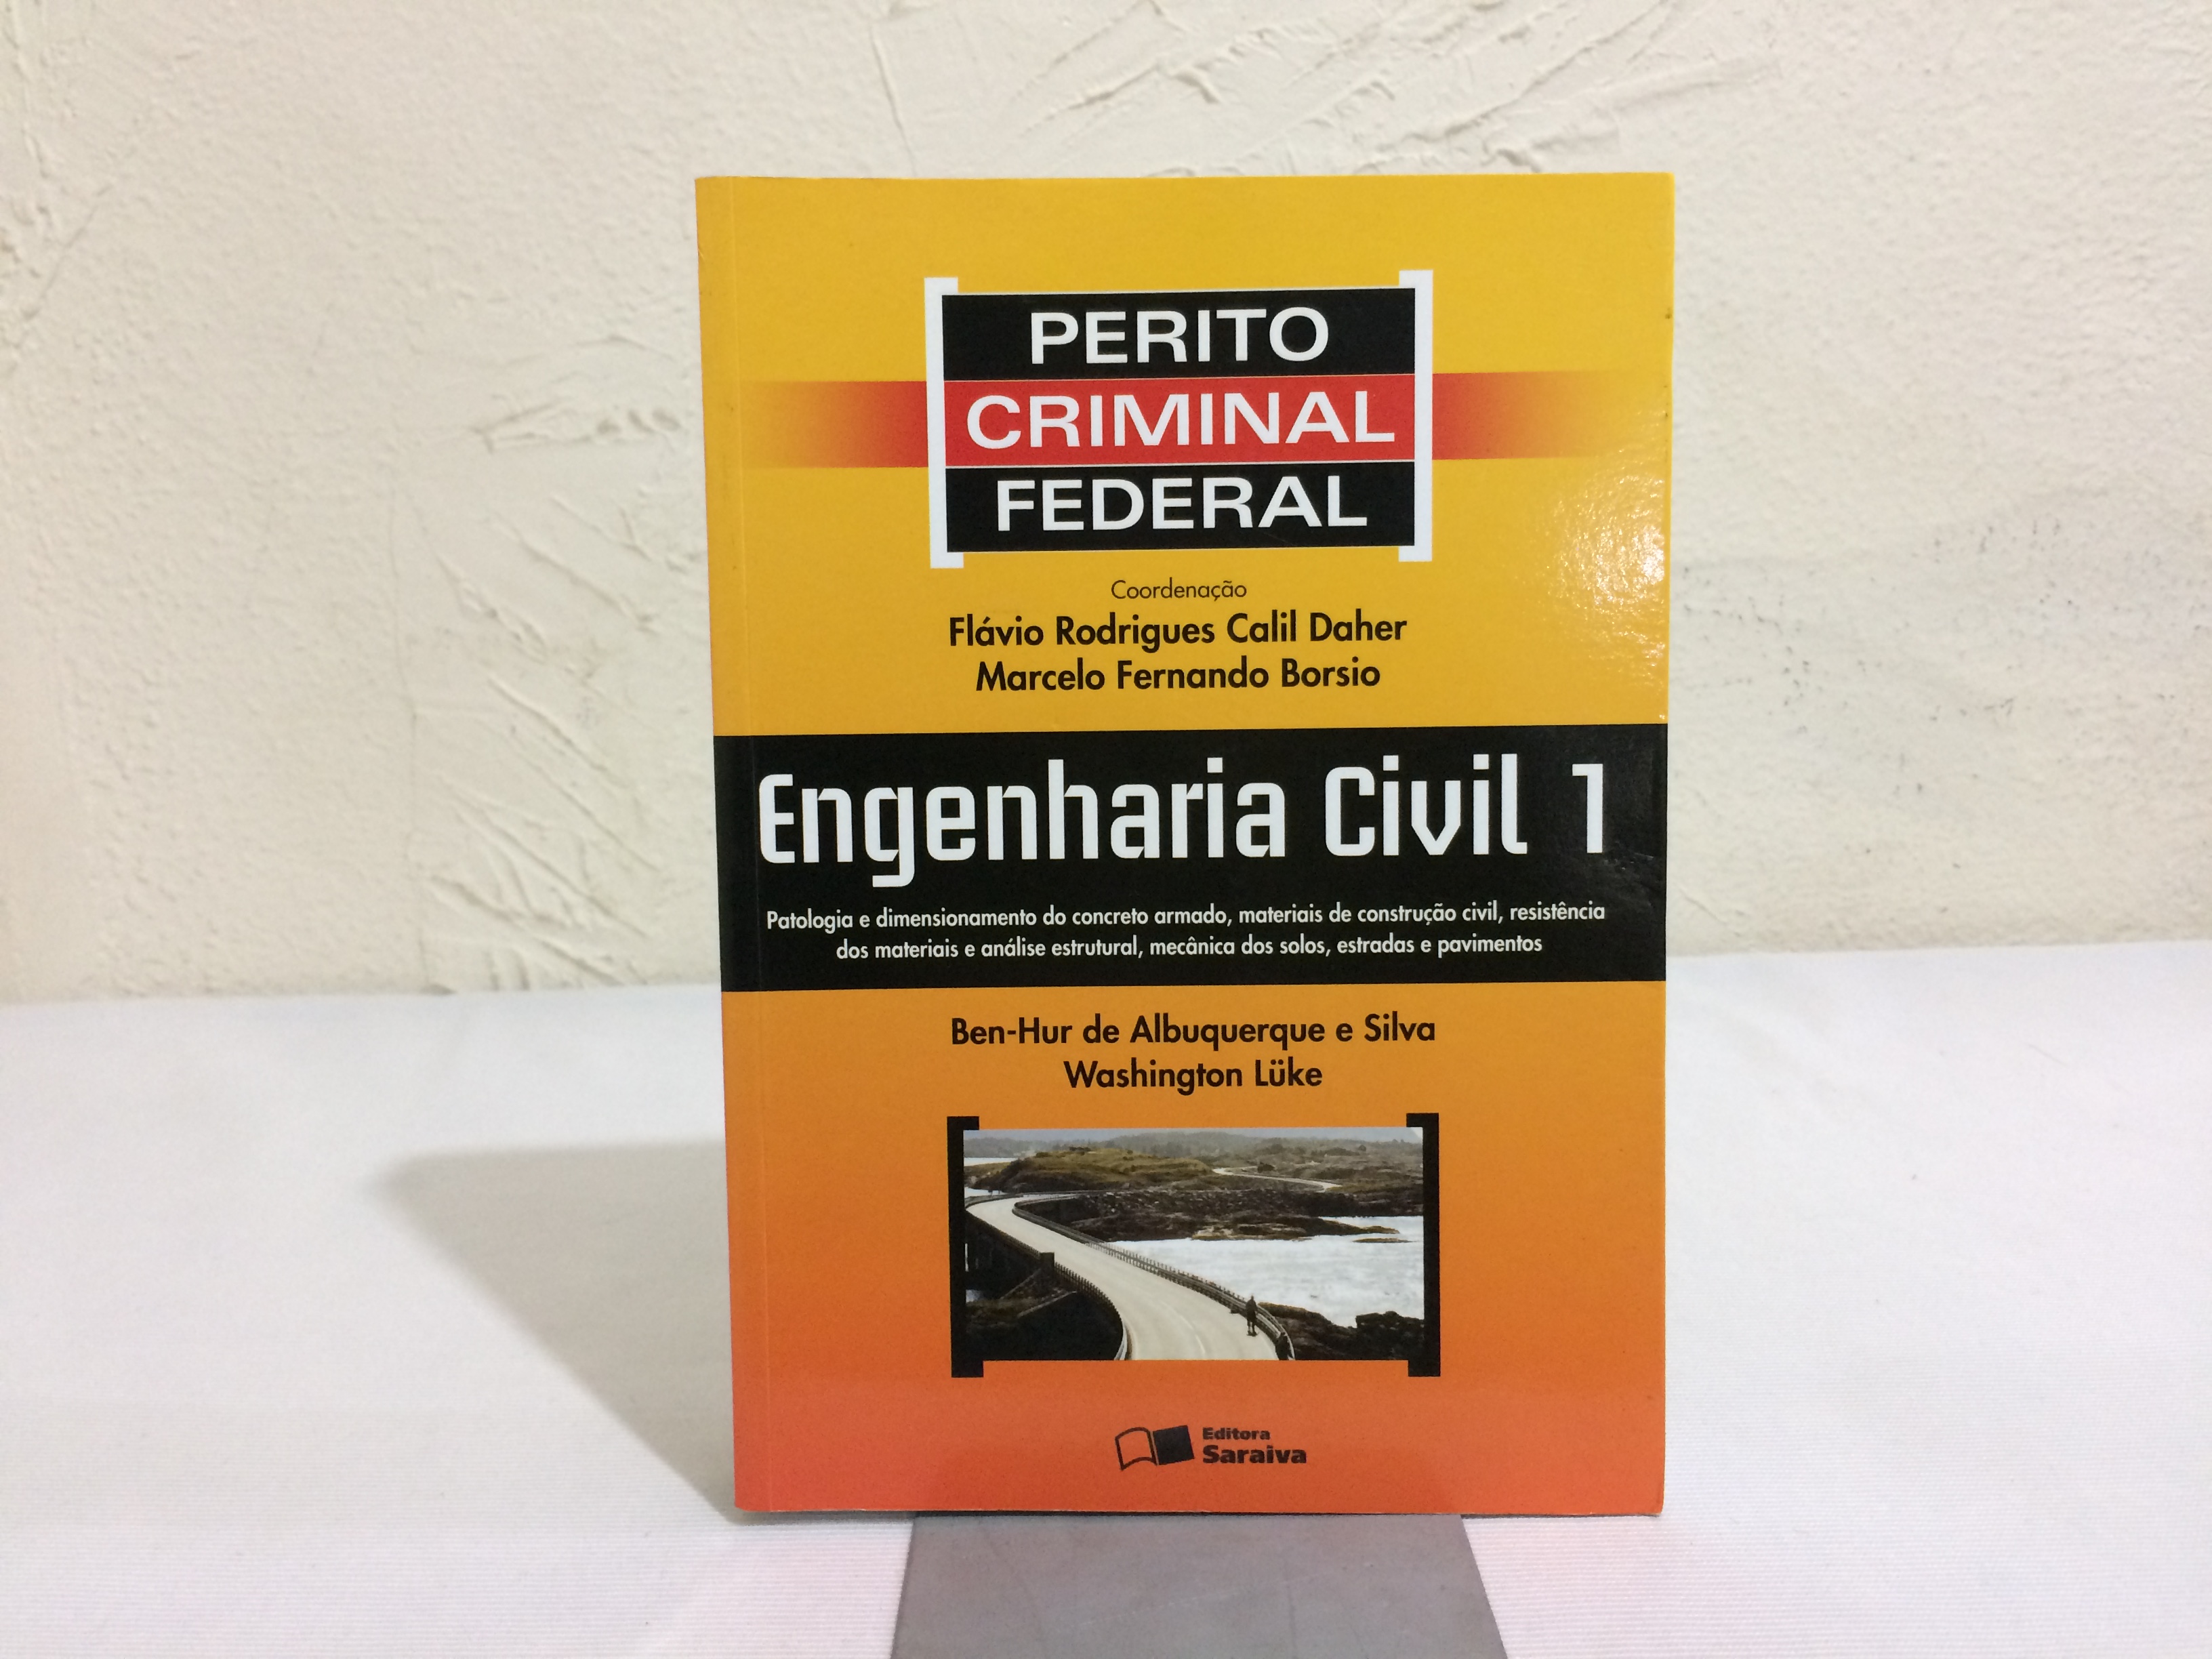 PERITO
CRIMINAL
FEDERAL
Coordenação
Flávio Rodrigues Calil Daher
Marcelo Fernando Borsio
Engenharia Civil 1
Patologia e dimensionamento do concreto armado, materiais de construção civil, resistência
dos materiais e análise estrutural, mecânica dos solos, estradas e pavimentos
Ben-Hur de Albuquerque e Silva
Washington Lüke
Editora
Saraiva